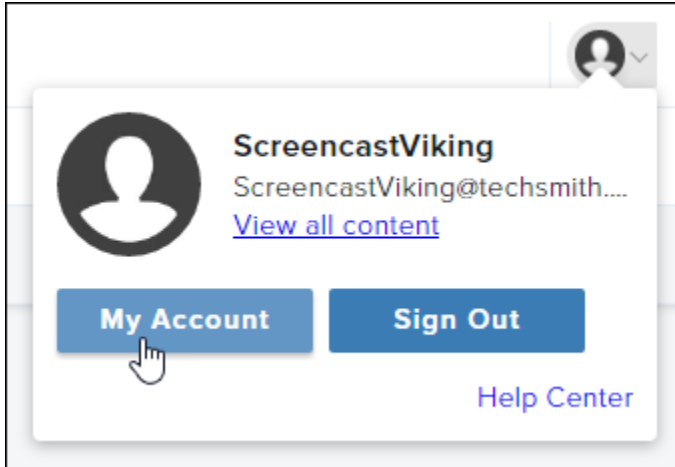 ScreencastViking
ScreencastViking@techsmith....
View all content
My Account
Sign Out
Help Center